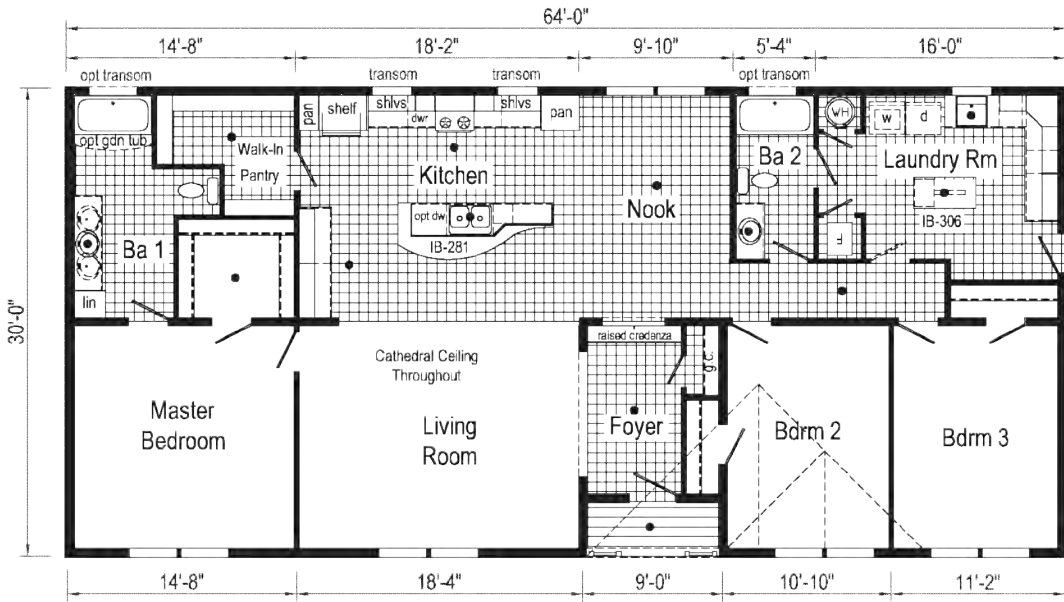 64'-0"
14'-8" 18'-2" 9'-10" 5'-4" 16'-0"
opt transom transom transom opt transom
pan shelf shlvs dwr shlvs pan WH w d
opt gdn tub
Walk-In
Pantry
Kitchen
Nook
Ba 2
Laundry Rm
opt dw
IB-281
IB-306
F
Ba 1
lin
30'-0"
raised credenza
g.c.
Cathedral Ceiling
Throughout
Master
Bedroom
Living
Room
Foyer
Bdrm 2
Bdrm 3
14'-8" 18'-4" 9'-0" 10'-10" 11'-2"